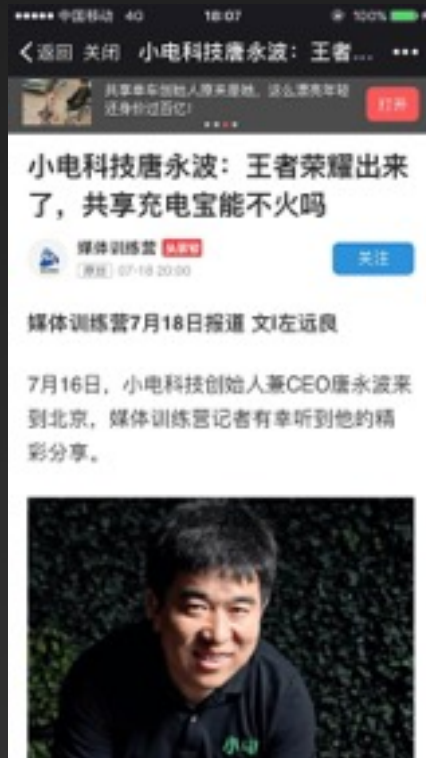 中国移动 4G 18:07 100%
返回 关闭 小电科技唐永波：王者...
共享单车创始人原来是她，这么漂亮年轻
还身价过百亿！
打开
小电科技唐永波：王者荣耀出来
了，共享充电宝能不火吗
媒体训练营 头条号
原创 07-18 20:00
关注
媒体训练营7月18日报道 文I左远良
7月16日，小电科技创始人兼CEO唐永波来
到北京，媒体训练营记者有幸听到他的精
彩分享。
小电